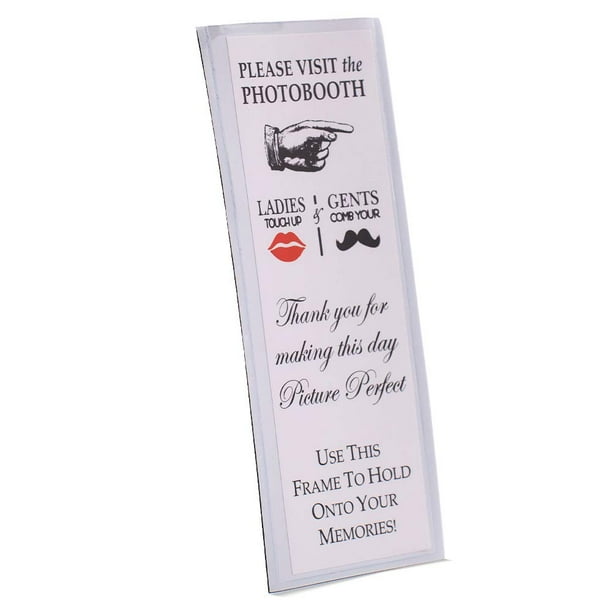 PLEASE VISIT the
PHOTOBOOTH
LADIES & GENTS
TOUCH UP COMB YOUR
Thank you for
making this day
Picture Perfect
USE THIS
FRAME TO HOLD
ONTO YOUR
MEMORIES!